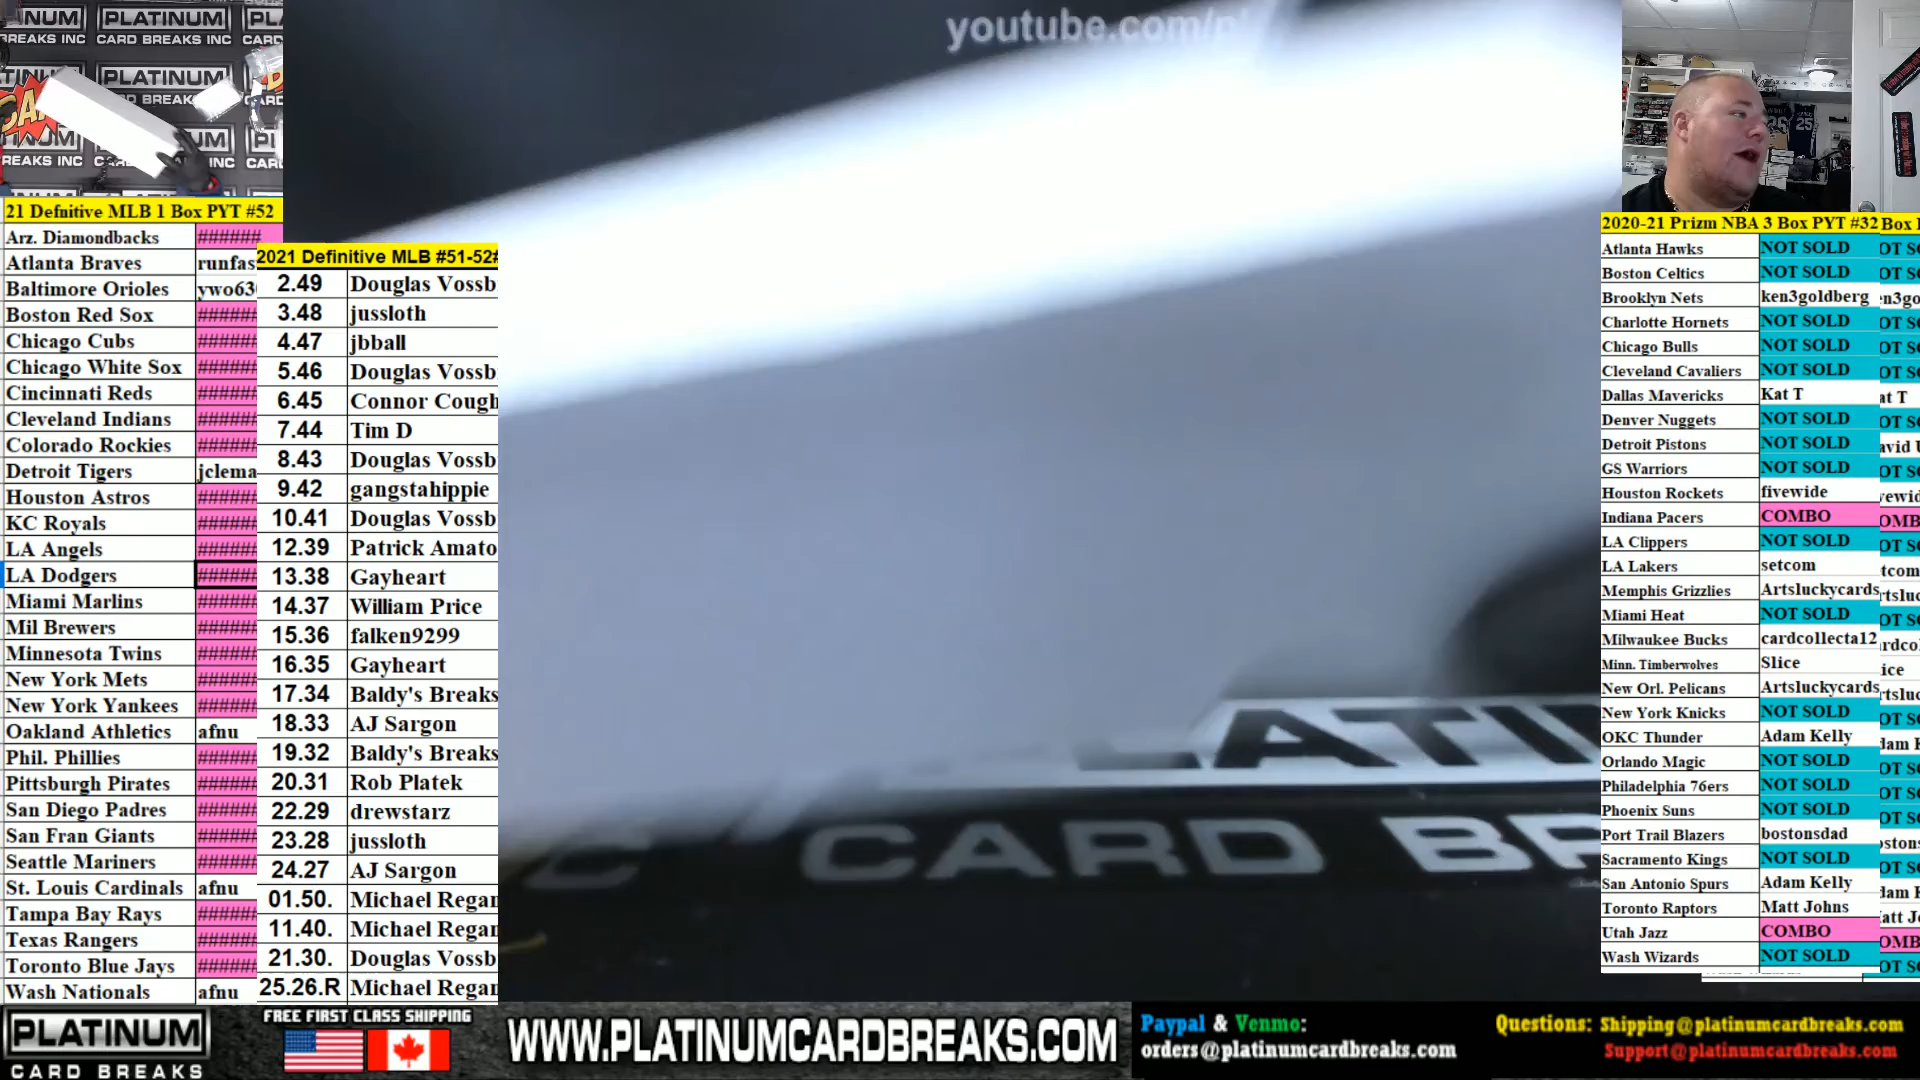 PLATINUM
CARD BREAKS INC
youtube.com/p
21 Defnitive MLB 1 Box PYT #52
Arz. Diamondbacks ######
Atlanta Braves runfas
Baltimore Orioles ywo63
Boston Red Sox ######
Chicago Cubs ######
Chicago White Sox ######
Cincinnati Reds ######
Cleveland Indians ######
Colorado Rockies ######
Detroit Tigers jclema
Houston Astros ######
KC Royals ######
LA Angels ######
LA Dodgers ######
Miami Marlins ######
Mil Brewers ######
Minnesota Twins ######
New York Mets ######
New York Yankees ######
Oakland Athletics afnu
Phil. Phillies ######
Pittsburgh Pirates ######
San Diego Padres ######
San Fran Giants ######
Seattle Mariners ######
St. Louis Cardinals afnu
Tampa Bay Rays ######
Texas Rangers ######
Toronto Blue Jays ######
Wash Nationals afnu
2021 Definitive MLB #51-52#
2.49 Douglas Vossb
3.48 jussloth
4.47 jbball
5.46 Douglas Vossb
6.45 Connor Cough
7.44 Tim D
8.43 Douglas Vossb
9.42 gangstahippie
10.41 Douglas Vossb
12.39 Patrick Amato
13.38 Gayheart
14.37 William Price
15.36 falken9299
16.35 Gayheart
17.34 Baldy's Breaks
18.33 AJ Sargon
19.32 Baldy's Breaks
20.31 Rob Platek
22.29 drewstarz
23.28 jussloth
24.27 AJ Sargon
01.50. Michael Regan
11.40. Michael Regan
21.30. Douglas Vossb
25.26.R Michael Regan
LATI
C CARD BR
2020-21 Prizm NBA 3 Box PYT #32
Atlanta Hawks NOT SOLD
Boston Celtics NOT SOLD
Brooklyn Nets ken3goldberg
Charlotte Hornets NOT SOLD
Chicago Bulls NOT SOLD
Cleveland Cavaliers NOT SOLD
Dallas Mavericks Kat T
Denver Nuggets NOT SOLD
Detroit Pistons NOT SOLD
GS Warriors NOT SOLD
Houston Rockets fivewide
Indiana Pacers COMBO
LA Clippers NOT SOLD
LA Lakers setcom
Memphis Grizzlies Artsluckycards
Miami Heat NOT SOLD
Milwaukee Bucks cardcollecta12
Minn. Timberwolves Slice
New Orl. Pelicans Artsluckycards
New York Knicks NOT SOLD
OKC Thunder Adam Kelly
Orlando Magic NOT SOLD
Philadelphia 76ers NOT SOLD
Phoenix Suns NOT SOLD
Port Trail Blazers bostonsdad
Sacramento Kings NOT SOLD
San Antonio Spurs Adam Kelly
Toronto Raptors Matt Johns
Utah Jazz COMBO
Wash Wizards NOT SOLD
PLATINUM
CARD BREAKS
FREE FIRST CLASS SHIPPING
WWW.PLATINUMCARDBREAKS.COM
Paypal & Venmo:
orders@platinumcardbreaks.com
Questions: Shipping@platinumcardbreaks.com
Support@platinumcardbreaks.com